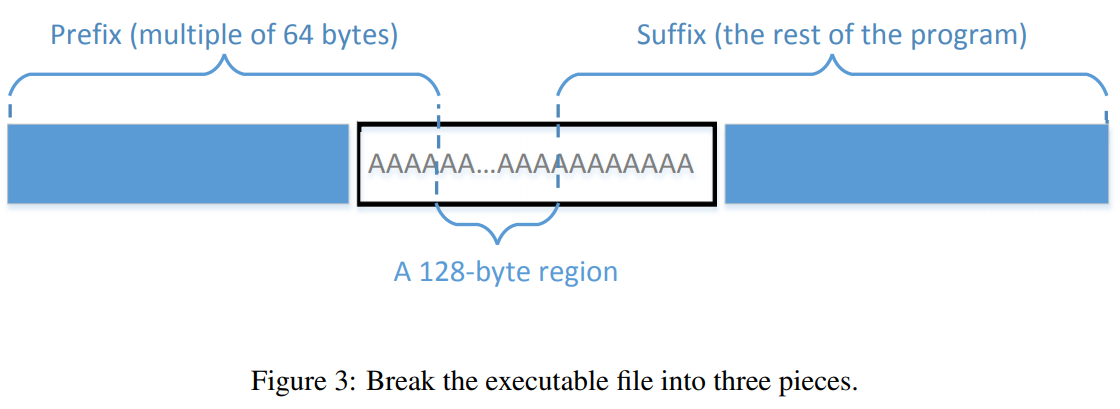 Prefix (multiple of 64 bytes)
Suffix (the rest of the program)
AAAAAA...AAAAAAAAAAA
A 128-byte region
Figure 3: Break the executable file into three pieces.